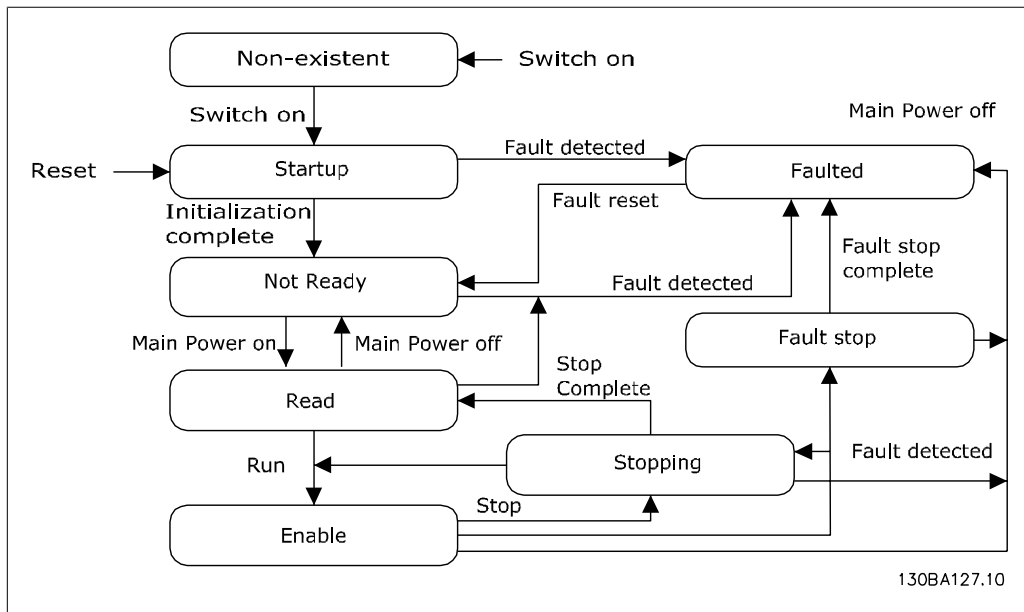 Non-existent
Switch on
Switch on
Main Power off
Reset
Startup
Fault detected
Faulted
Initialization
complete
Fault reset
Not Ready
Fault detected
Fault stop
complete
Main Power on
Main Power off
Fault stop
Stop
Complete
Read
Run
Stopping
Fault detected
Stop
Enable
130BA127.10